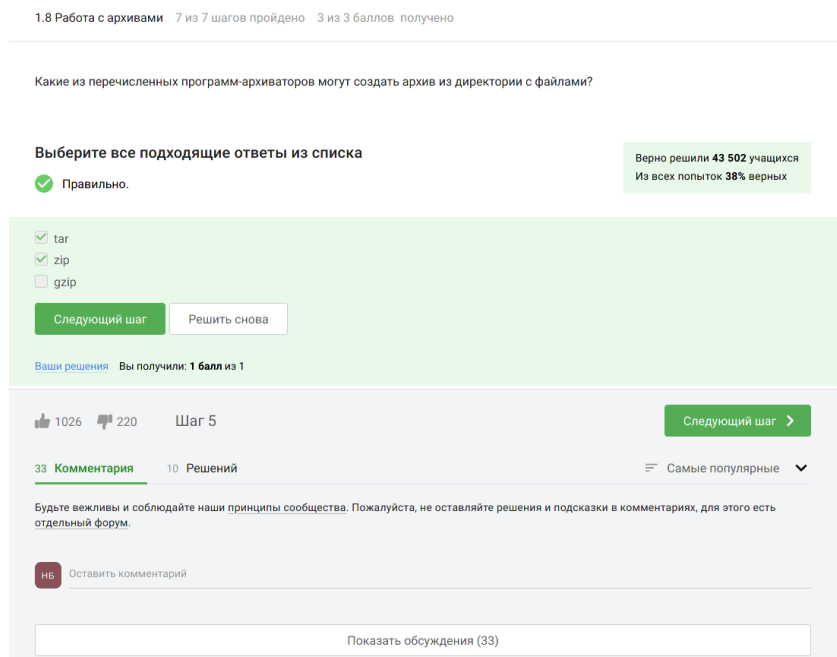 1.8 Работа с архивами 7 из 7 шагов пройдено 3 из 3 баллов получено
Какие из перечисленных программ-архиваторов могут создать архив из директории с файлами?
Выберите все подходящие ответы из списка
Верно решили 43 502 учащихся
Из всех попыток 38% верных
Правильно.
tar
zip
gzip
Следующий шаг Решить снова
Ваши решения Вы получили: 1 балл из 1
1026 220 Шаг 5 Следующий шаг
33 Комментария 10 Решений Самые популярные
Будьте вежливы и соблюдайте наши принципы сообщества. Пожалуйста, не оставляйте решения и подсказки в комментариях, для этого есть
отдельный форум.
НБ Оставить комментарий
Показать обсуждения (33)